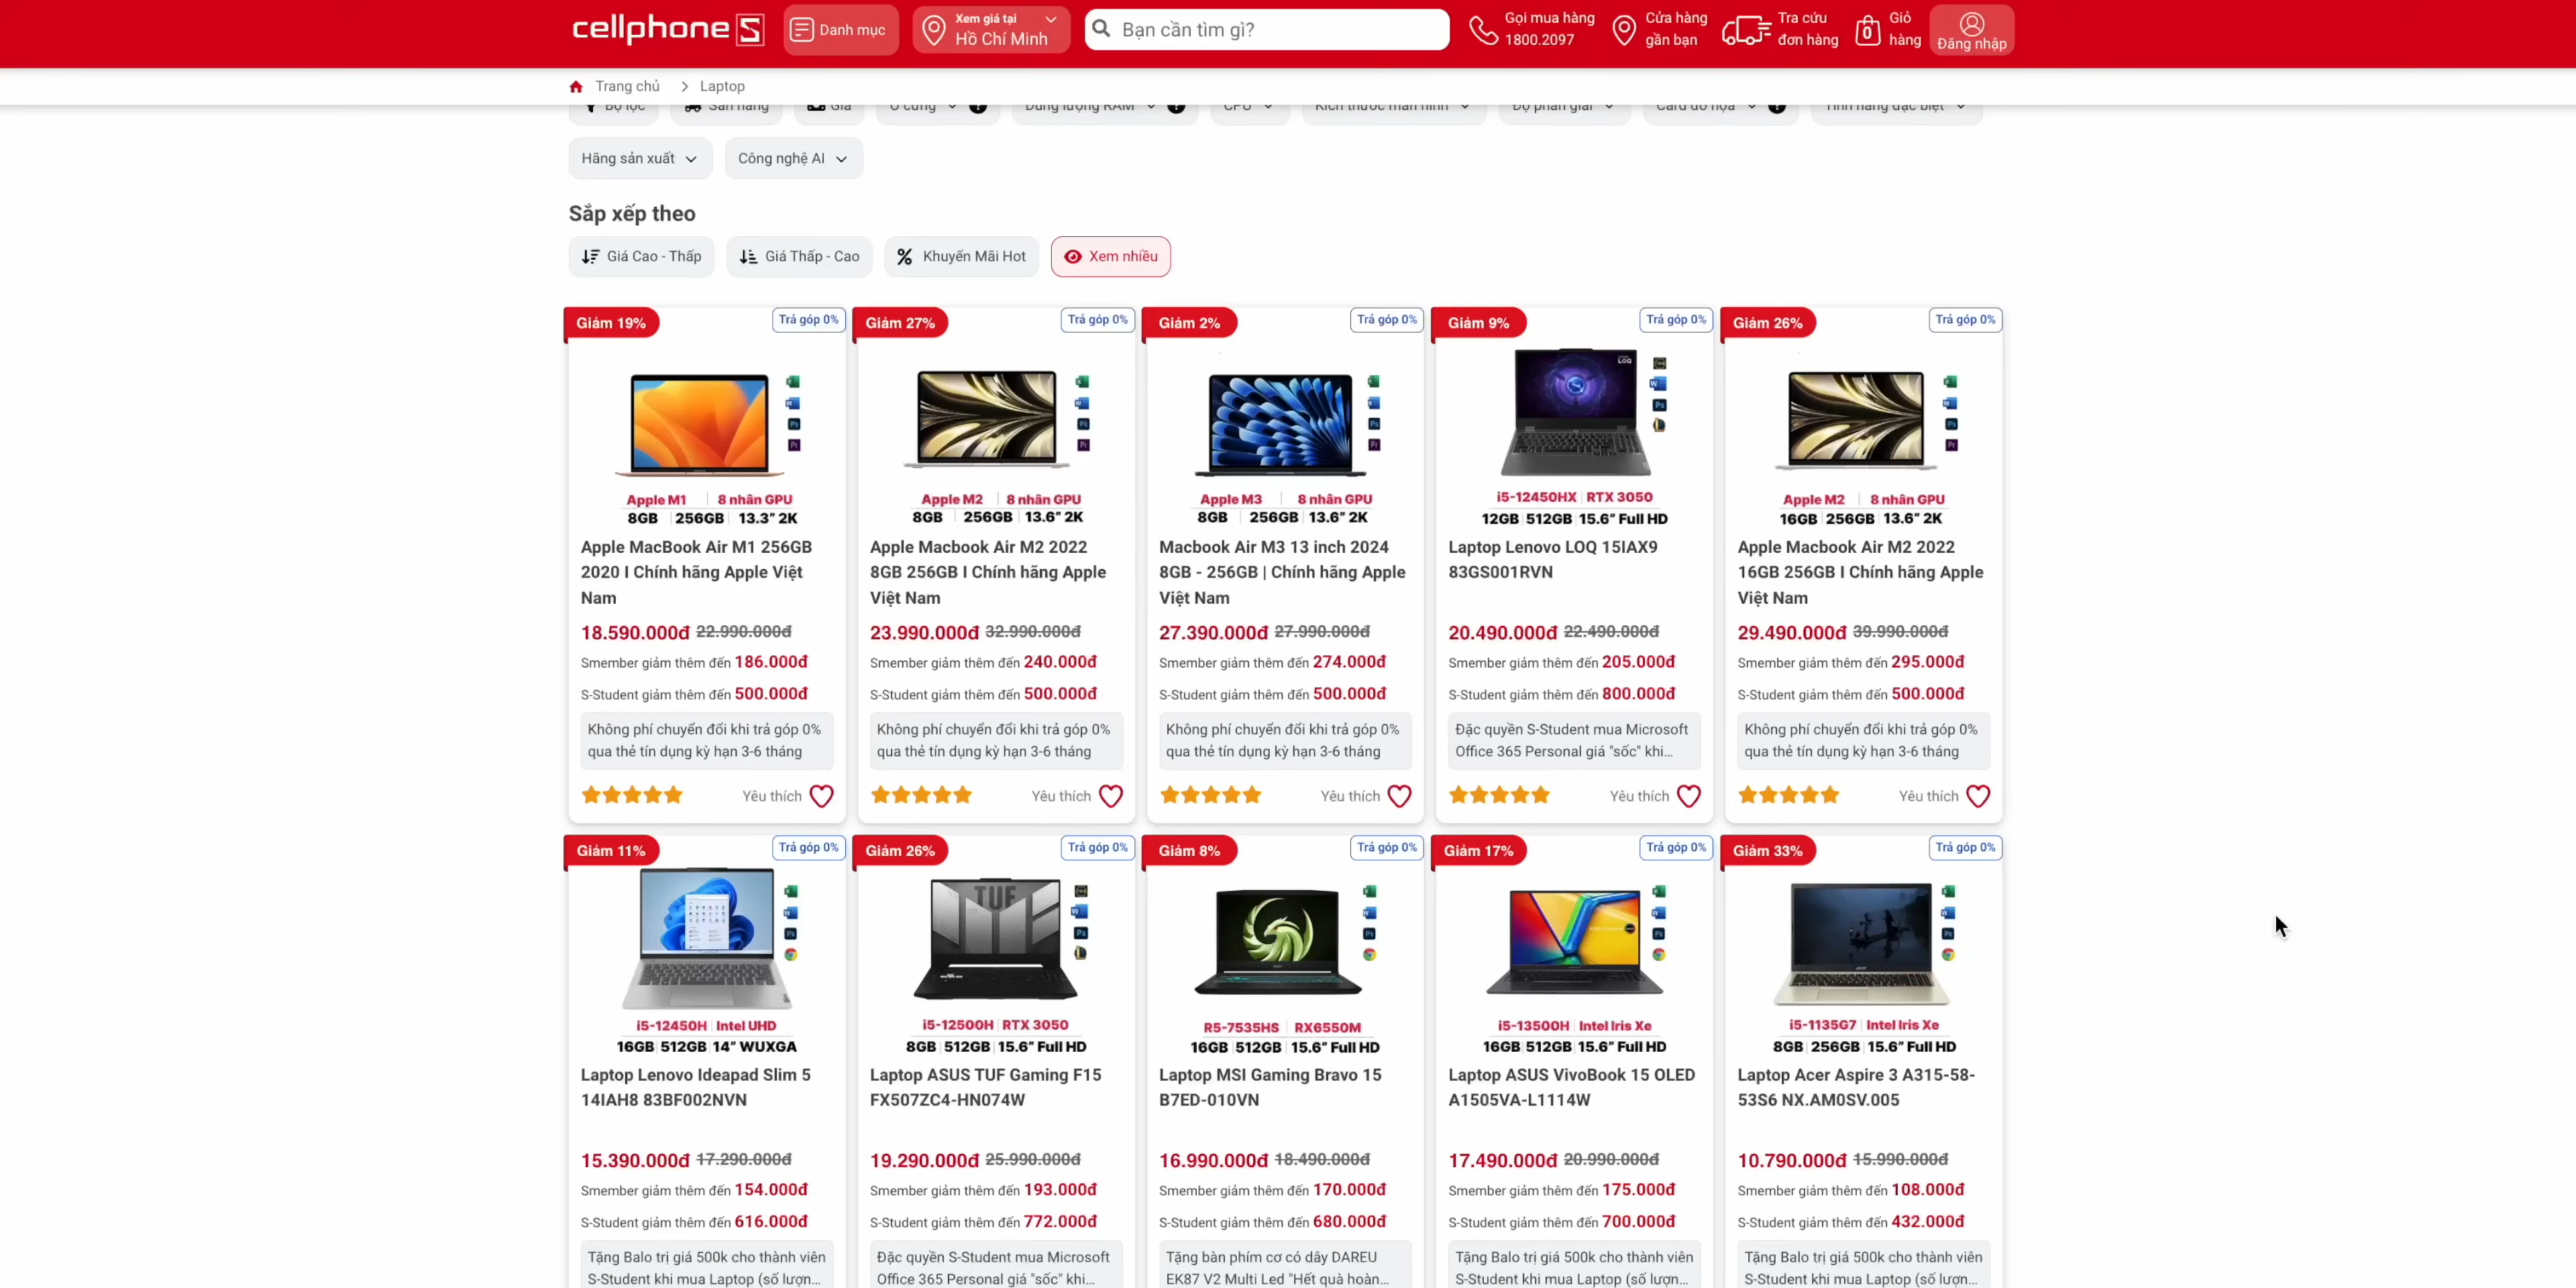 cellphone S
Danh mục
Xem giá tại
Hồ Chí Minh
Bạn cần tìm gì?
Gọi mua hàng
1800.2097
Cửa hàng
gần bạn
Tra cứu
đơn hàng
0
Giỏ
hàng
Đăng nhập
Trang chủ
Laptop
Bộ lọc
Sẵn hàng
Giá
Ổ cứng
Dung lượng RAM
CPU
Kích thước màn hình
Độ phân giải
Card đồ họa
Tính năng đặc biệt
Hãng sản xuất
Công nghệ AI
Sắp xếp theo
Giá Cao - Thấp
Giá Thấp - Cao
Khuyến Mãi Hot
Xem nhiều
Giảm 19%
Trả góp 0%
Apple M1 | 8 nhân GPU
8GB | 256GB | 13.3” 2K
Apple MacBook Air M1 256GB
2020 I Chính hãng Apple Việt
Nam
18.590.000đ 22.990.000đ
Smember giảm thêm đến 186.000đ
S-Student giảm thêm đến 500.000đ
Không phí chuyển đổi khi trả góp 0%
qua thẻ tín dụng kỳ hạn 3-6 tháng
Yêu thích
Giảm 27%
Trả góp 0%
Apple M2 | 8 nhân GPU
8GB | 256GB | 13.6” 2K
Apple Macbook Air M2 2022
8GB 256GB I Chính hãng Apple
Việt Nam
23.990.000đ 32.990.000đ
Smember giảm thêm đến 240.000đ
S-Student giảm thêm đến 500.000đ
Không phí chuyển đổi khi trả góp 0%
qua thẻ tín dụng kỳ hạn 3-6 tháng
Yêu thích
Giảm 2%
Trả góp 0%
Apple M3 | 8 nhân GPU
8GB | 256GB | 13.6” 2K
Macbook Air M3 13 inch 2024
8GB - 256GB | Chính hãng Apple
Việt Nam
27.390.000đ 27.990.000đ
Smember giảm thêm đến 274.000đ
S-Student giảm thêm đến 500.000đ
Không phí chuyển đổi khi trả góp 0%
qua thẻ tín dụng kỳ hạn 3-6 tháng
Yêu thích
Giảm 9%
Trả góp 0%
LOQ
i5-12450HX | RTX 3050
12GB | 512GB | 15.6” Full HD
Laptop Lenovo LOQ 15IAX9
83GS001RVN
20.490.000đ 22.490.000đ
Smember giảm thêm đến 205.000đ
S-Student giảm thêm đến 800.000đ
Đặc quyền S-Student mua Microsoft
Office 365 Personal giá "sốc" khi...
Yêu thích
Giảm 26%
Trả góp 0%
Apple M2 | 8 nhân GPU
16GB | 256GB | 13.6” 2K
Apple Macbook Air M2 2022
16GB 256GB I Chính hãng Apple
Việt Nam
29.490.000đ 39.990.000đ
Smember giảm thêm đến 295.000đ
S-Student giảm thêm đến 500.000đ
Không phí chuyển đổi khi trả góp 0%
qua thẻ tín dụng kỳ hạn 3-6 tháng
Yêu thích
Giảm 11%
Trả góp 0%
i5-12450H | Intel UHD
16GB | 512GB | 14” WUXGA
Laptop Lenovo Ideapad Slim 5
14IAH8 83BF002NVN
15.390.000đ 17.290.000đ
Smember giảm thêm đến 154.000đ
S-Student giảm thêm đến 616.000đ
Tặng Balo trị giá 500k cho thành viên
S-Student khi mua Laptop (số lượn...
Giảm 26%
Trả góp 0%
TUF
i5-12500H | RTX 3050
8GB | 512GB | 15.6” Full HD
Laptop ASUS TUF Gaming F15
FX507ZC4-HN074W
19.290.000đ 25.990.000đ
Smember giảm thêm đến 193.000đ
S-Student giảm thêm đến 772.000đ
Đặc quyền S-Student mua Microsoft
Office 365 Personal giá "sốc" khi...
Giảm 8%
Trả góp 0%
R5-7535HS | RX6550M
16GB | 512GB | 15.6” Full HD
Laptop MSI Gaming Bravo 15
B7ED-010VN
16.990.000đ 18.490.000đ
Smember giảm thêm đến 170.000đ
S-Student giảm thêm đến 680.000đ
Tặng bàn phím cơ có dây DAREU
EK87 V2 Multi Led "Hết quà hoàn...
Giảm 17%
Trả góp 0%
i5-13500H | Intel Iris Xe
16GB | 512GB | 15.6” Full HD
Laptop ASUS VivoBook 15 OLED
A1505VA-L1114W
17.490.000đ 20.990.000đ
Smember giảm thêm đến 175.000đ
S-Student giảm thêm đến 700.000đ
Tặng Balo trị giá 500k cho thành viên
S-Student khi mua Laptop (số lượn...
Giảm 33%
Trả góp 0%
i5-1135G7 | Intel Iris Xe
8GB | 256GB | 15.6” Full HD
Laptop Acer Aspire 3 A315-58-
53S6 NX.AM0SV.005
10.790.000đ 15.990.000đ
Smember giảm thêm đến 108.000đ
S-Student giảm thêm đến 432.000đ
Tặng Balo trị giá 500k cho thành viên
S-Student khi mua Laptop (số lượn...